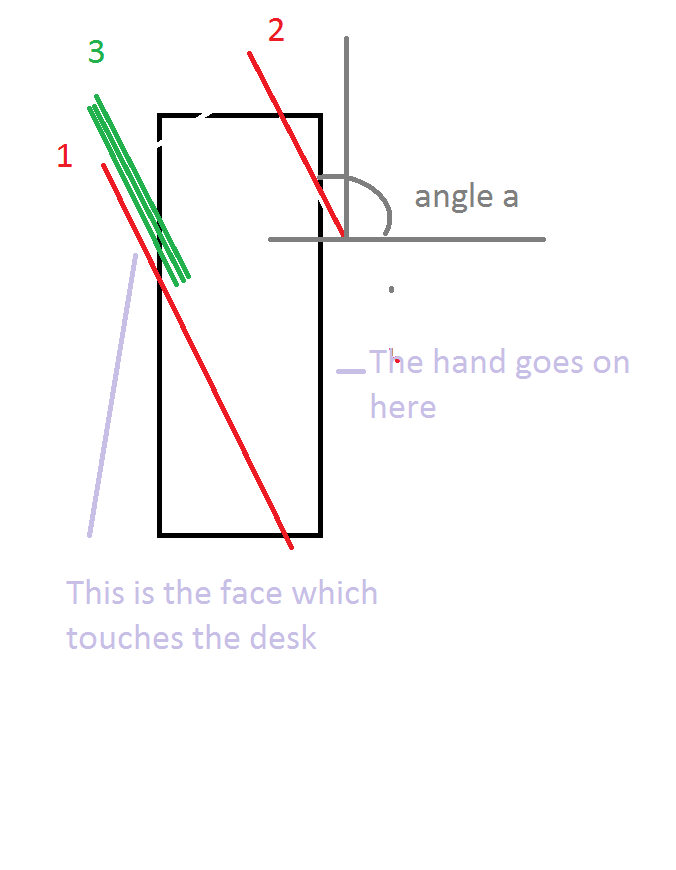 2
3
1
angle a
The hand goes on
here
This is the face which
touches the desk